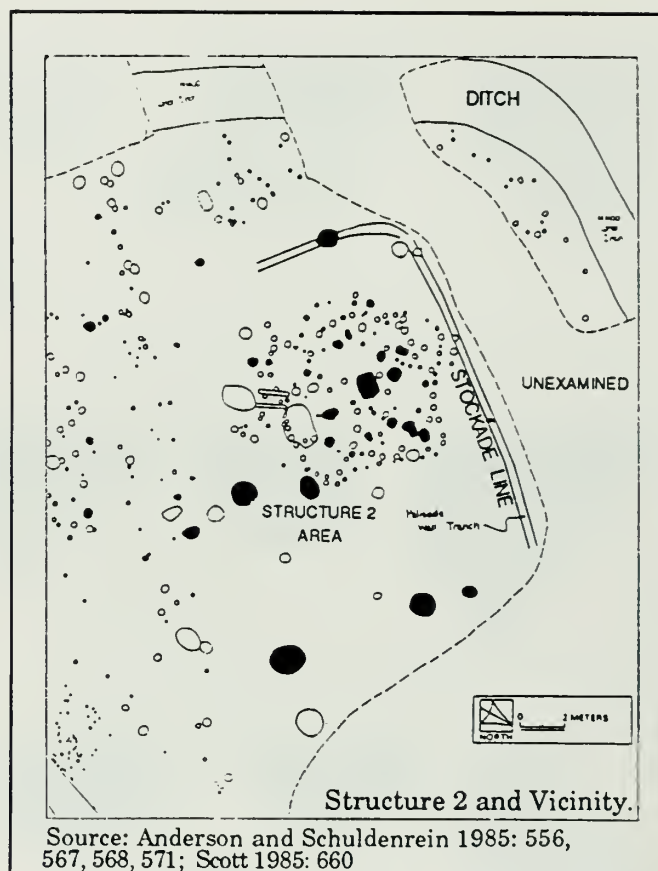 DITCH
UNEXAMINED
STOCKADE LINE
Palisade
Wall Trench
STRUCTURE 2
AREA
0 2 METERS
NORTH
Structure 2 and Vicinity.
Source: Anderson and Schuldenrein 1985: 556,
567, 568, 571; Scott 1985: 660